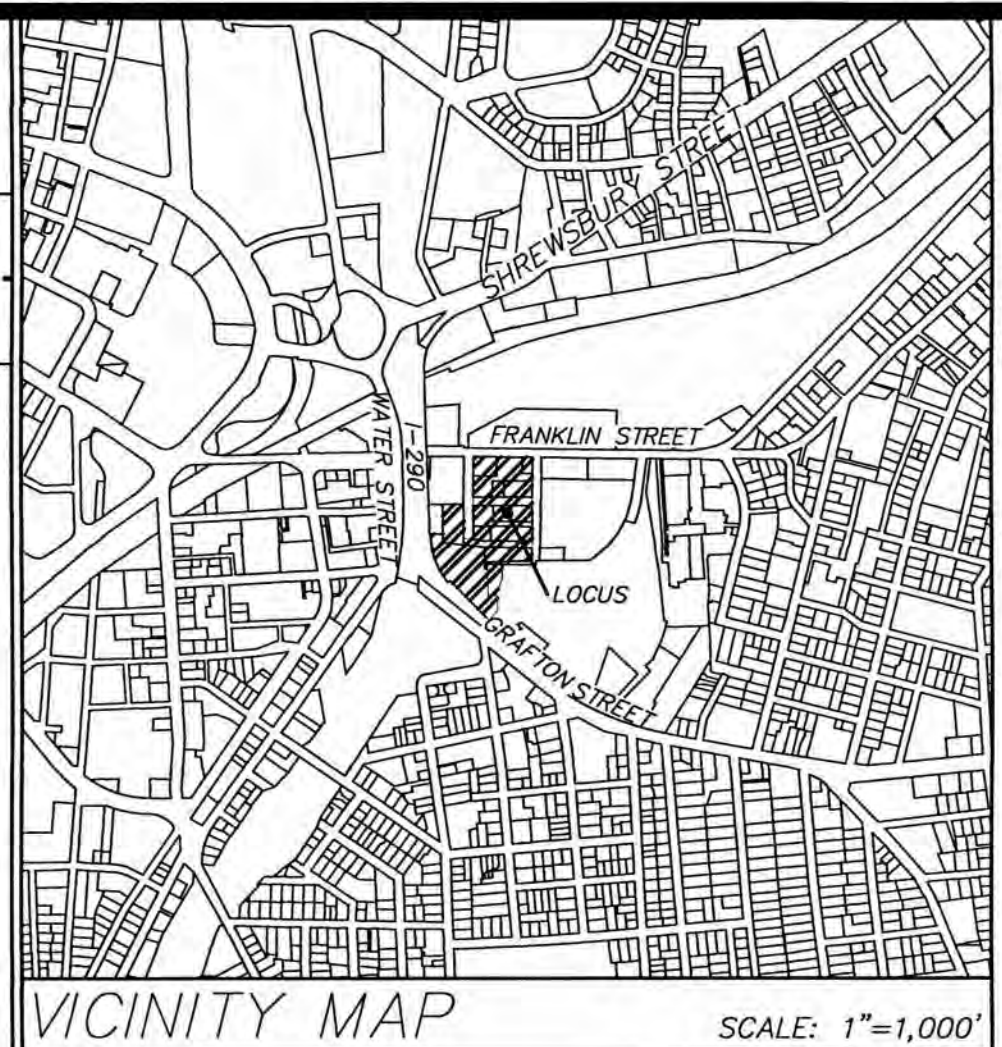 SHREWSBURY STREET
FRANKLIN STREET
WATER STREET
I-290
LOCUS
GRAFTON STREET
VICINITY MAP
SCALE: 1"=1,000'